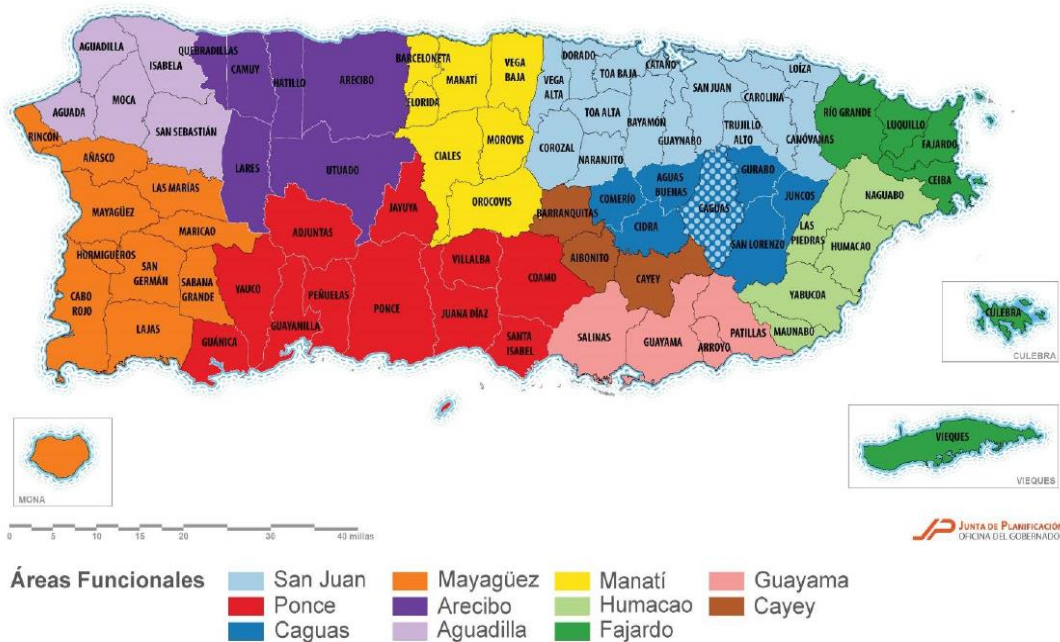 AGUADILLA
ISABELA
QUEBRADILLAS
CAMUY
HATILLO
ARECIBO
BARCELONETA
MANATÍ
VEGA
BAJA
DORADO
CATAÑO
TOA BAJA
VEGA
ALTA
TOA ALTA
SAN JUAN
LOÍZA
CAROLINA
AGUADA
MOCA
SAN SEBASTIÁN
FLORIDA
CIALES
MOROVIS
COROZAL
NARANJITO
BAYAMÓN
GUAYNABO
TRUJILLO
ALTO
CANÓVANAS
RÍO GRANDE
LUQUILLO
FAJARDO
CEIBA
RINCÓN
AÑASCO
LAS MARÍAS
LARES
UTUADO
OROCOVIS
BARRANQUITAS
COMERÍO
AGUAS
BUENAS
CAGUAS
GURABO
JUNCOS
NAGUABO
MAYAGÜEZ
MARICAO
ADJUNTAS
JAYUYA
CIDRA
SAN LORENZO
LAS
PIEDRAS
HUMACAO
HORMIGUEROS
SAN
GERMÁN
SABANA
GRANDE
YAUCO
PEÑUELAS
PONCE
VILLALBA
COAMO
AIBONITO
CAYEY
YABUCOA
CABO
ROJO
LAJAS
GUÁNICA
GUAYANILLA
JUANA DÍAZ
SANTA
ISABEL
SALINAS
GUAYAMA
ARROYO
PATILLAS
MAUNABO
CULEBRA
CULEBRA
VIEQUES
VIEQUES
MONA
0 5 10 15 20 30 40 millas
JP JUNTA DE PLANIFICACIÓN
OFICINA DEL GOBERNADO
Áreas Funcionales
San Juan
Mayagüez
Manatí
Guayama
Ponce
Arecibo
Humacao
Cayey
Caguas
Aguadilla
Fajardo